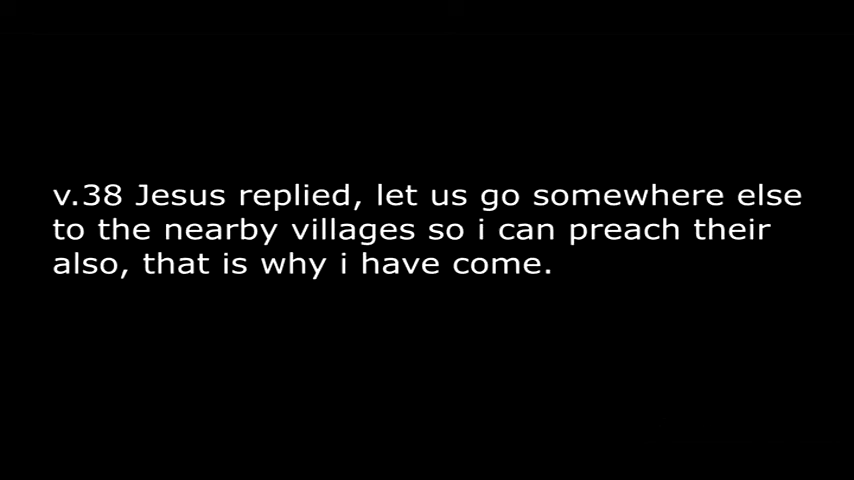 v.38 Jesus replied, let us go somewhere else
to the nearby villages so i can preach their
also, that is why i have come.